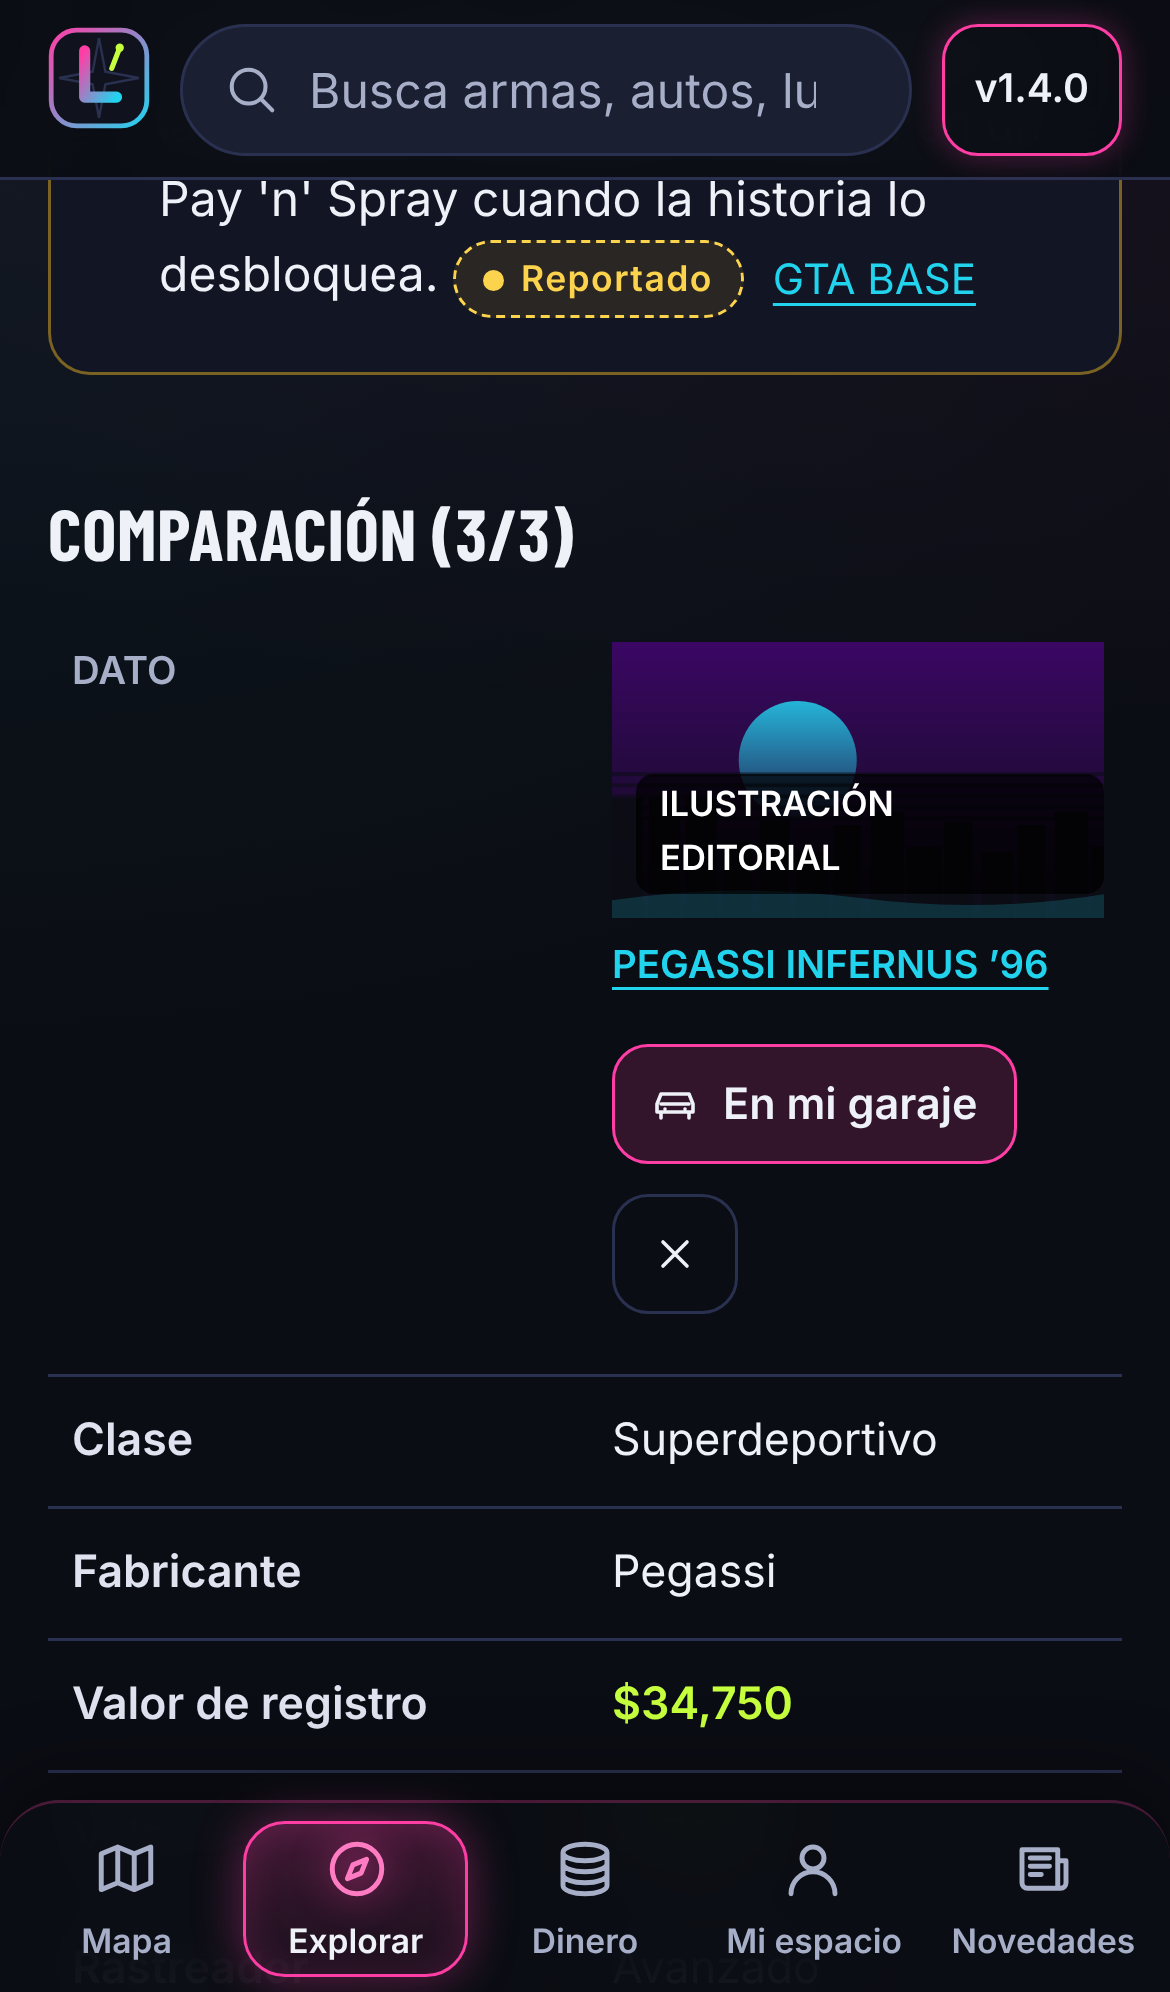 Busca armas, autos, lu
v1.4.0
Pay 'n' Spray cuando la historia lo
desbloquea. Reportado GTA BASE
COMPARACIÓN (3/3)
DATO
ILUSTRACIÓN
EDITORIAL
PEGASSI INFERNUS ’96
En mi garaje
Clase Superdeportivo
Fabricante Pegassi
Valor de registro $34,750
Rastreador Avanzado
Mapa Explorar Dinero Mi espacio Novedades